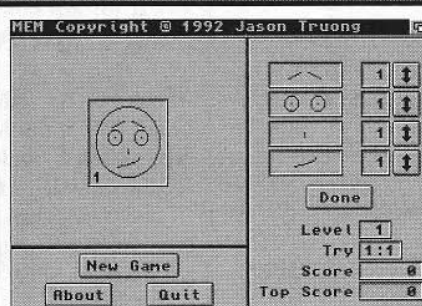 MEM Copyright © 1992 Jason Truong
1
1
1
1
1
Done
Level 1
Try 1:1
Score 0
Top Score 0
New Game
About Quit